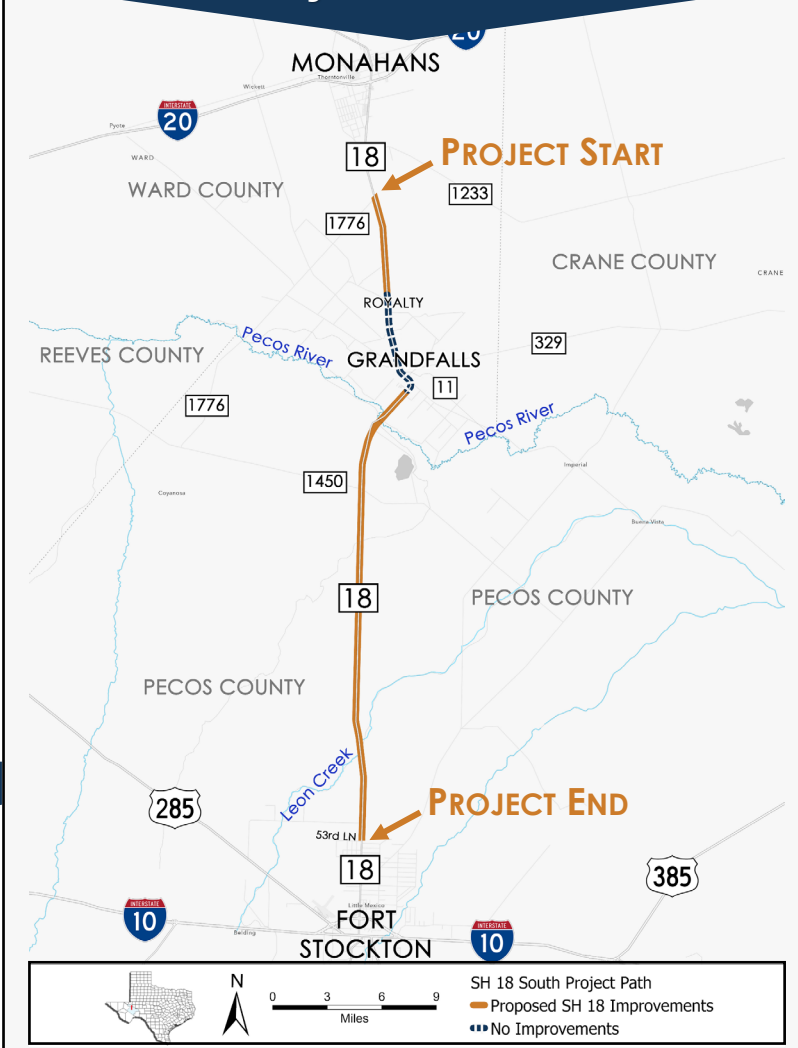 20
MONAHANS
Thorntonville
Wickett
INTERSTATE
20
Pyote
WARD
18
PROJECT START
WARD COUNTY
1233
1776
CRANE COUNTY
CRANE
ROYALTY
Pecos River
329
REEVES COUNTY
GRANDFALLS
11
1776
Pecos River
Imperial
1450
Coyanosa
Buena Vista
18
PECOS COUNTY
PECOS COUNTY
Leon Creek
285
PROJECT END
53rd LN
18
385
INTERSTATE
10
Little Mexico
FORT
STOCKTON
Belding
INTERSTATE
10
N
0 3 6 9
Miles
SH 18 South Project Path
Proposed SH 18 Improvements
No Improvements